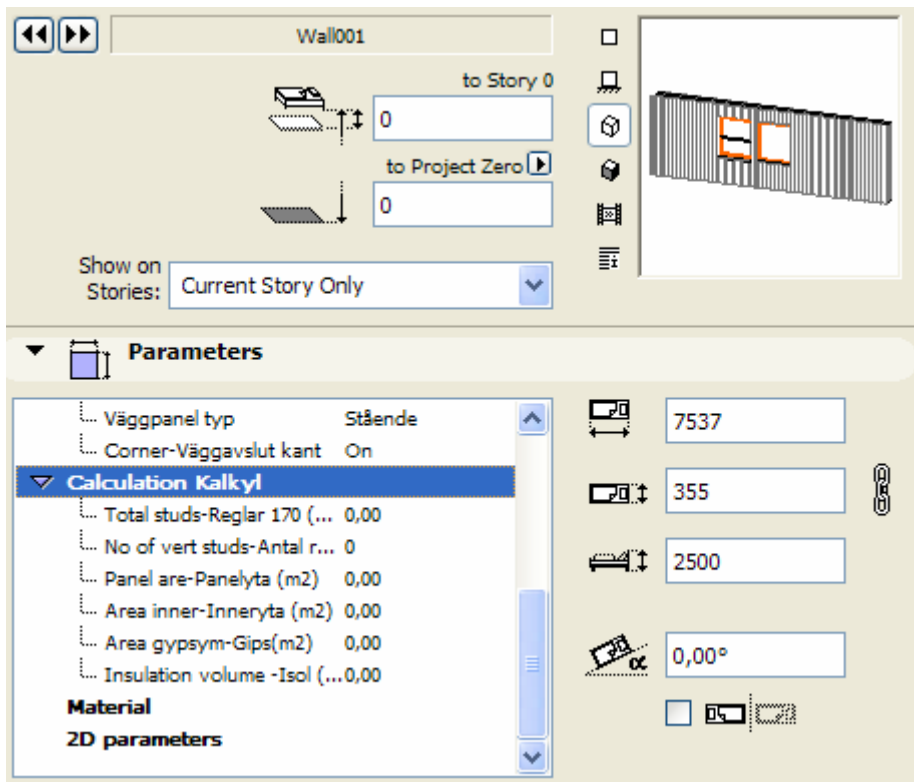 Wall001
to Story 0
0
to Project Zero
0
Show on
Stories:
Current Story Only
Parameters
Väggpanel typ Stående
Corner-Väggavslut kant On
Calculation Kalkyl
Total studs-Reglar 170 (... 0,00
No of vert studs-Antal r... 0
Panel are-Panelyta (m2) 0,00
Area inner-Inneryta (m2) 0,00
Area gypsym-Gips(m2) 0,00
Insulation volume -Isol (...0,00
Material
2D parameters
7537
355
2500
α 0,00°